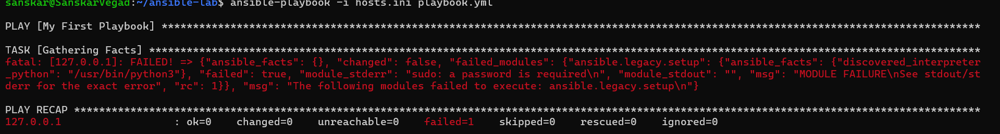 sanskar@SanskarVegad:~/ansible-lab$ ansible-playbook -i hosts.ini playbook.yml
PLAY [My First Playbook] ***********************************************************************************************************************************
TASK [Gathering Facts] *************************************************************************************************************************************
fatal: [127.0.0.1]: FAILED! => {"ansible_facts": {}, "changed": false, "failed_modules": {"ansible.legacy.setup": {"ansible_facts": {"discovered_interpreter
_python": "/usr/bin/python3"}, "failed": true, "module_stderr": "sudo: a password is required\n", "module_stdout": "", "msg": "MODULE FAILURE\nSee stdout/st
derr for the exact error", "rc": 1}}, "msg": "The following modules failed to execute: ansible.legacy.setup\n"}
PLAY RECAP *************************************************************************************************************************************************
127.0.0.1                  : ok=0    changed=0    unreachable=0    failed=1    skipped=0    rescued=0    ignored=0